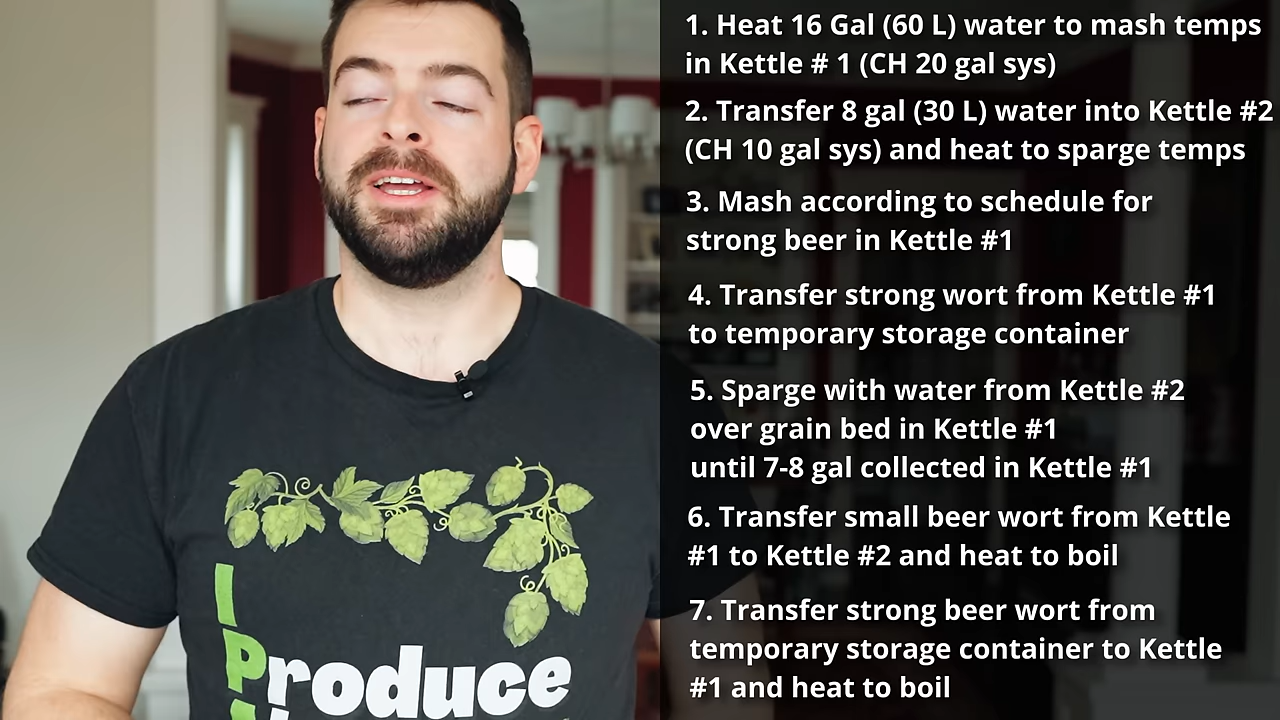 1. Heat 16 Gal (60 L) water to mash temps
in Kettle # 1 (CH 20 gal sys)
2. Transfer 8 gal (30 L) water into Kettle #2
(CH 10 gal sys) and heat to sparge temps
3. Mash according to schedule for
strong beer in Kettle #1
4. Transfer strong wort from Kettle #1
to temporary storage container
5. Sparge with water from Kettle #2
over grain bed in Kettle #1
until 7-8 gal collected in Kettle #1
6. Transfer small beer wort from Kettle
#1 to Kettle #2 and heat to boil
7. Transfer strong beer wort from
temporary storage container to Kettle
#1 and heat to boil
I
Produce